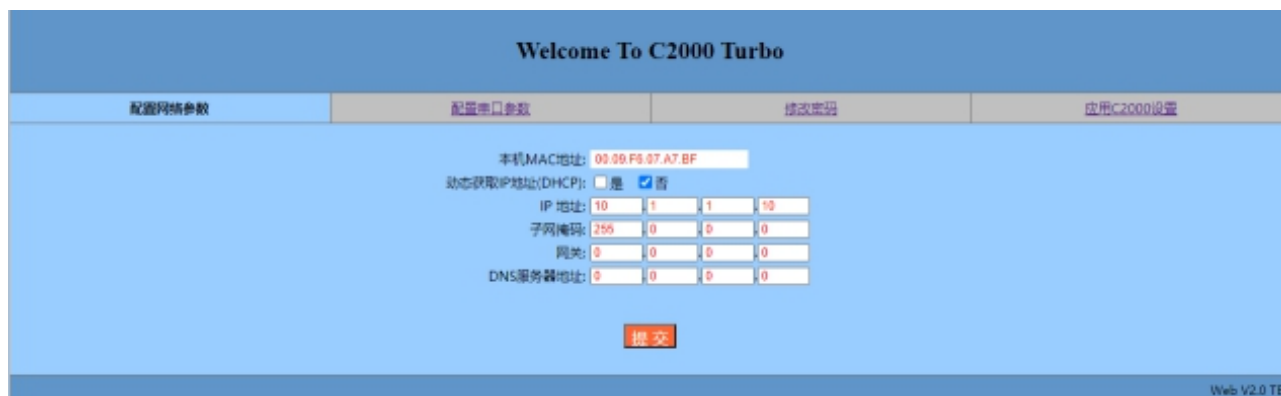 Welcome To C2000 Turbo
配置网络参数 配置串口参数 修改密码 应用C2000设置
本机MAC地址: 00.09.F6.07.A7.BF
动态获取IP地址(DHCP): 是 否
IP 地址: 10 . 1 . 1 . 10
子网掩码: 255 . 0 . 0 . 0
网关: 0 . 0 . 0 . 0
DNS服务器地址: 0 . 0 . 0 . 0
提 交
Web V2.0